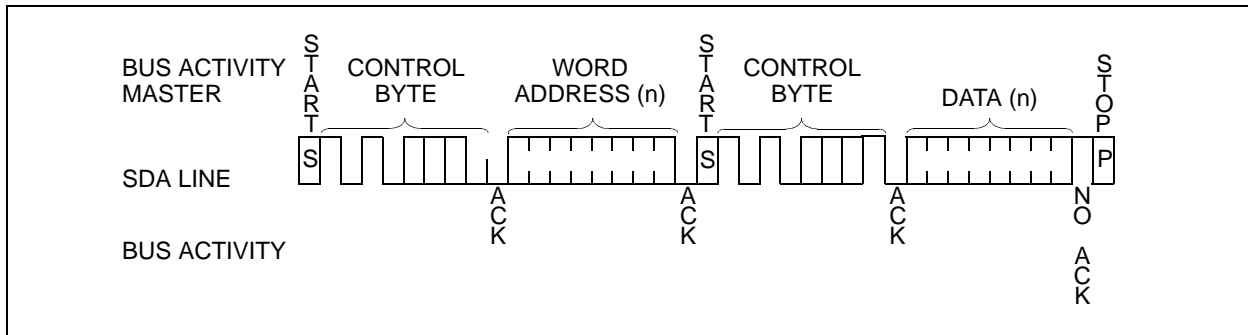 BUS ACTIVITY
MASTER
START
CONTROL
BYTE
WORD
ADDRESS (n)
START
CONTROL
BYTE
DATA (n)
STOP
SDA LINE
S
S
P
BUS ACTIVITY
ACK
ACK
ACK
NO ACK